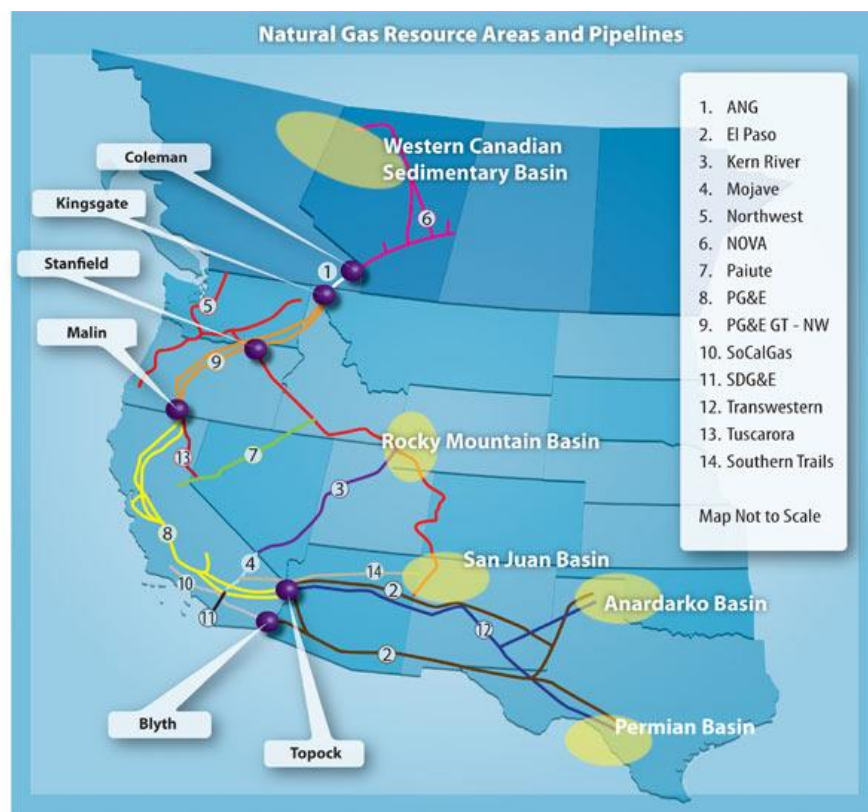 Natural Gas Resource Areas and Pipelines
Coleman
Kingsgate
Stanfield
Malin
Western Canadian
Sedimentary Basin
Rocky Mountain Basin
San Juan Basin
Anardarko Basin
Permian Basin
Blyth
Topock
6
1
5
9
13
7
3
8
4
10
14
2
11
12
2
1. ANG
2. El Paso
3. Kern River
4. Mojave
5. Northwest
6. NOVA
7. Paiute
8. PG&E
9. PG&E GT - NW
10. SoCalGas
11. SDG&E
12. Transwestern
13. Tuscarora
14. Southern Trails
Map Not to Scale